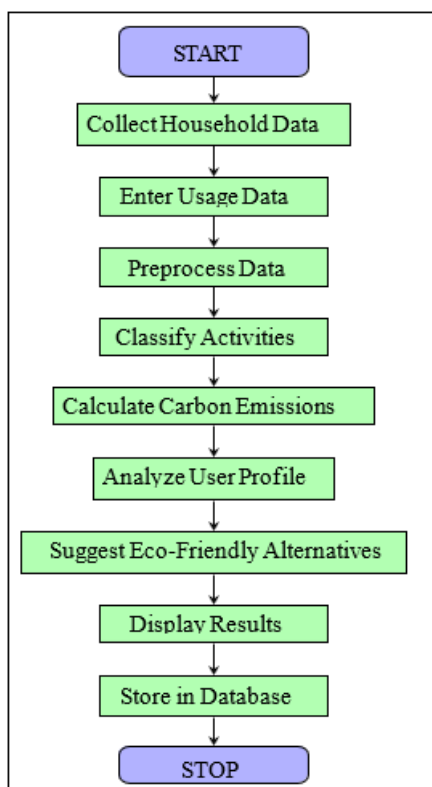 START
Collect Household Data
Enter Usage Data
Preprocess Data
Classify Activities
Calculate Carbon Emissions
Analyze User Profile
Suggest Eco-Friendly Alternatives
Display Results
Store in Database
STOP